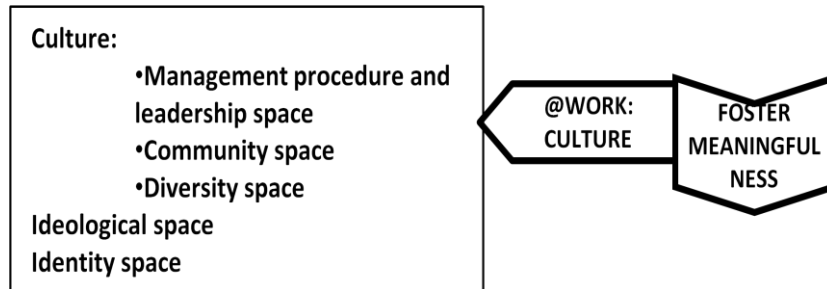 Culture:
•Management procedure and
leadership space
•Community space
•Diversity space
Ideological space
Identity space
@WORK:
CULTURE
FOSTER
MEANINGFUL
NESS